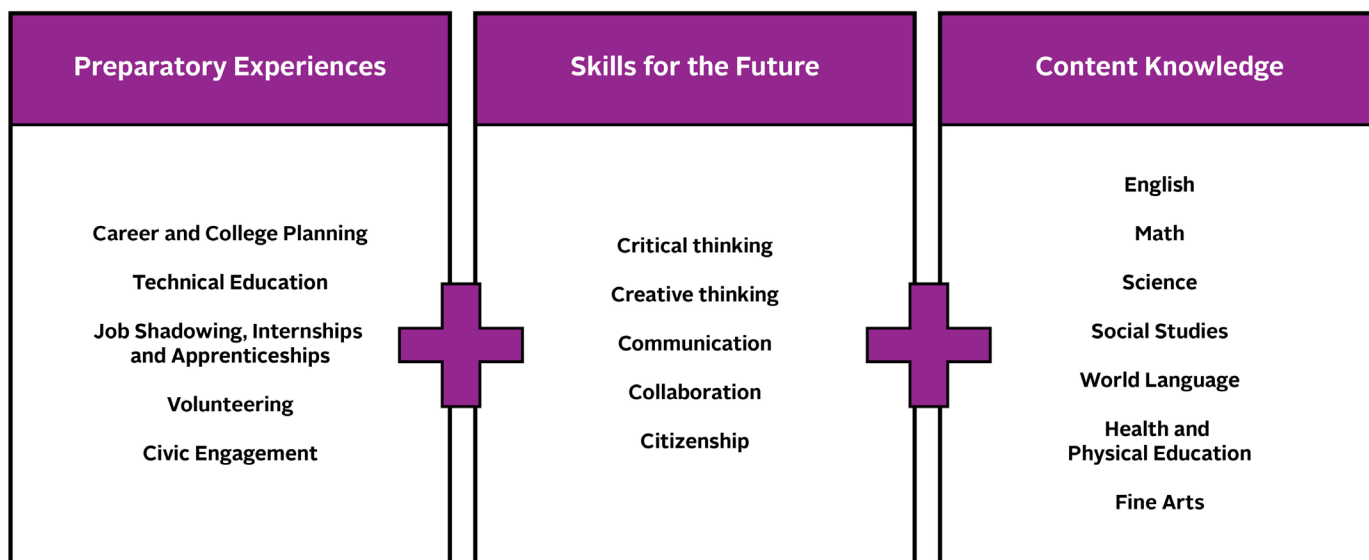 Preparatory Experiences
Career and College Planning
Technical Education
Job Shadowing, Internships
and Apprenticeships
Volunteering
Civic Engagement
Skills for the Future
Critical thinking
Creative thinking
Communication
Collaboration
Citizenship
Content Knowledge
English
Math
Science
Social Studies
World Language
Health and
Physical Education
Fine Arts